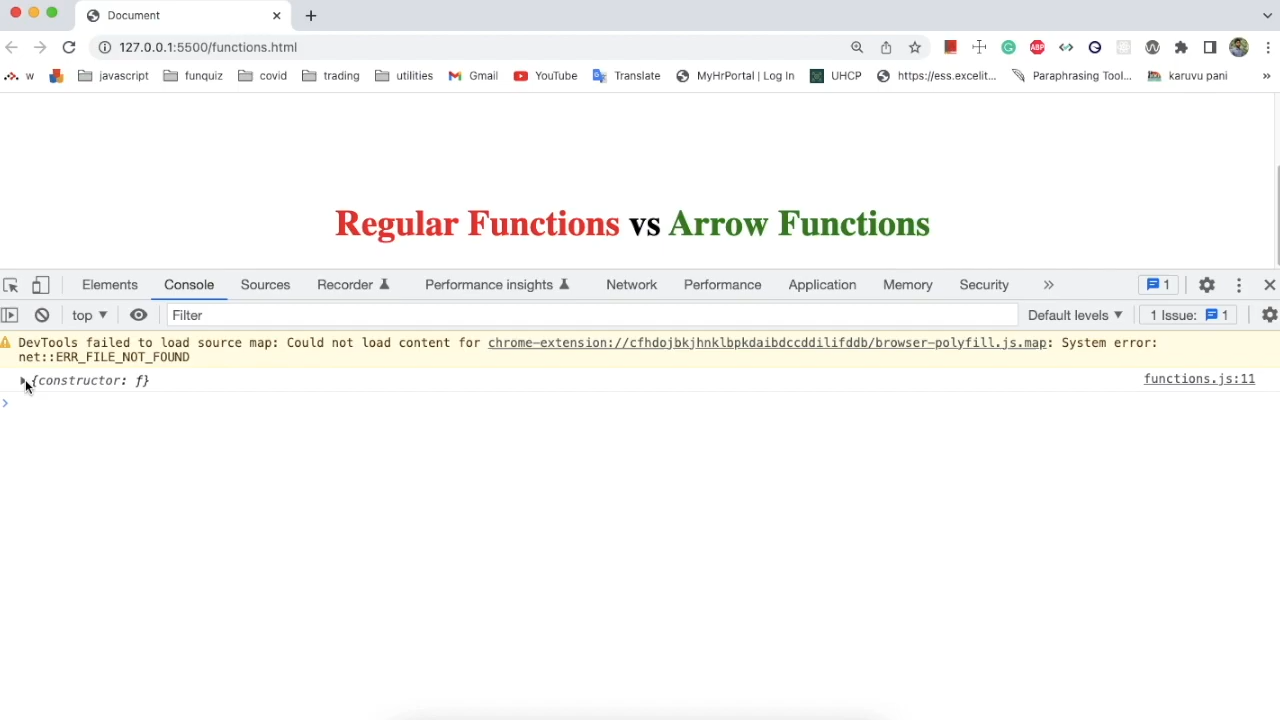 Document
127.0.0.1:5500/functions.html
ABP
w javascript funquiz covid trading utilities Gmail YouTube Translate MyHrPortal | Log In UHCP https://ess.excelit... Paraphrasing Tool... karuvu pani »
Regular Functions vs Arrow Functions
Elements Console Sources Recorder Performance insights Network Performance Application Memory Security » 1
top Filter Default levels 1 Issue: 1
DevTools failed to load source map: Could not load content for chrome-extension://cfhdojbkjhnklbpkdaibdccddilifddb/browser-polyfill.js.map: System error:
net::ERR_FILE_NOT_FOUND
{constructor: ƒ} functions.js:11